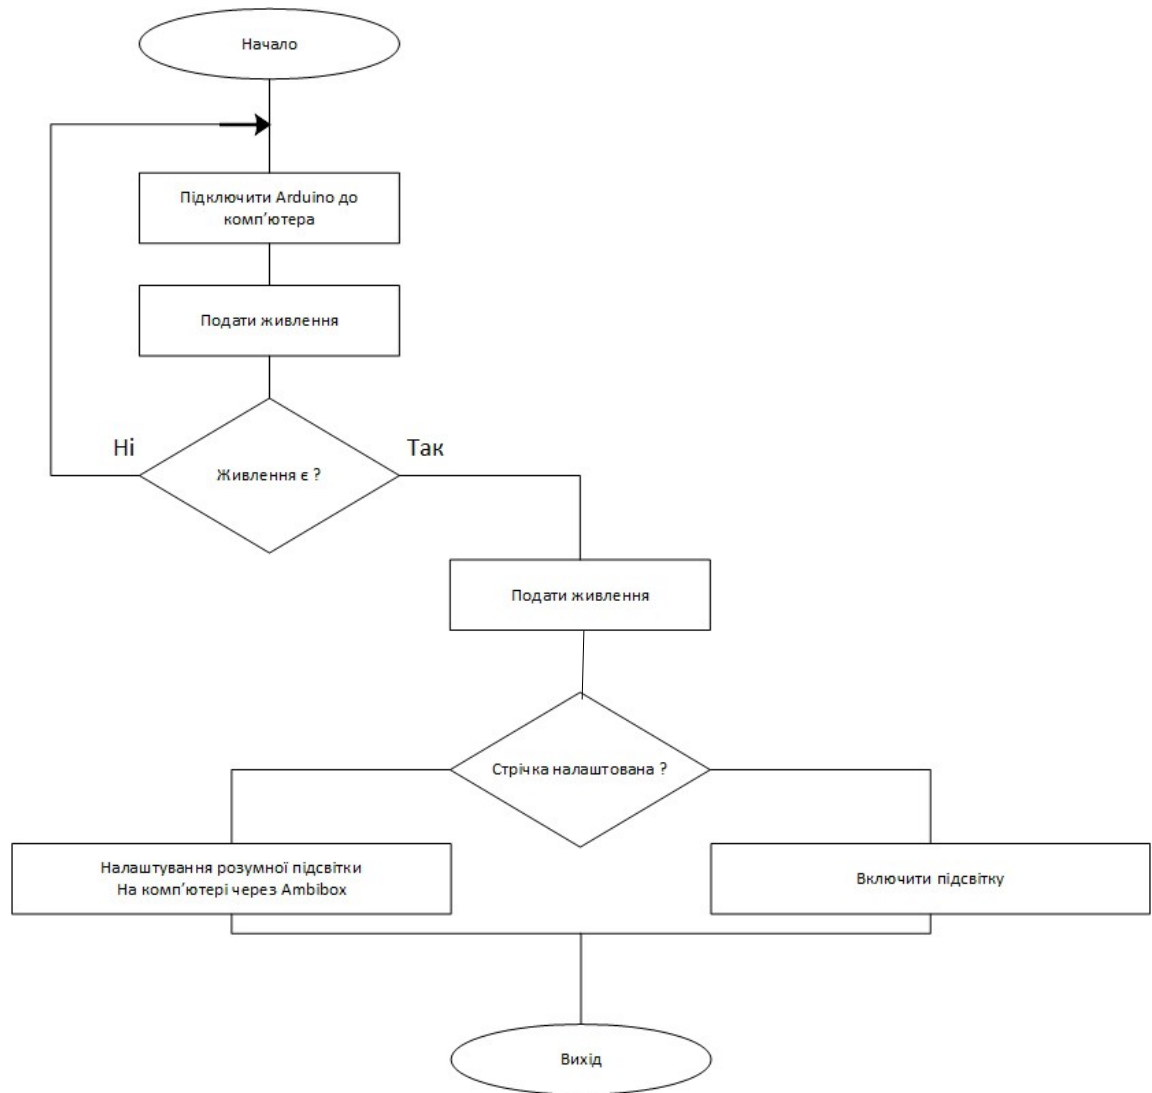 Начало
Підключити Arduino до
комп’ютера
Подати живлення
Ні
Так
Живлення є ?
Подати живлення
Стрічка налаштована ?
Налаштування розумної підсвітки
На комп’ютері через Ambibox
Включити підсвітку
Вихід